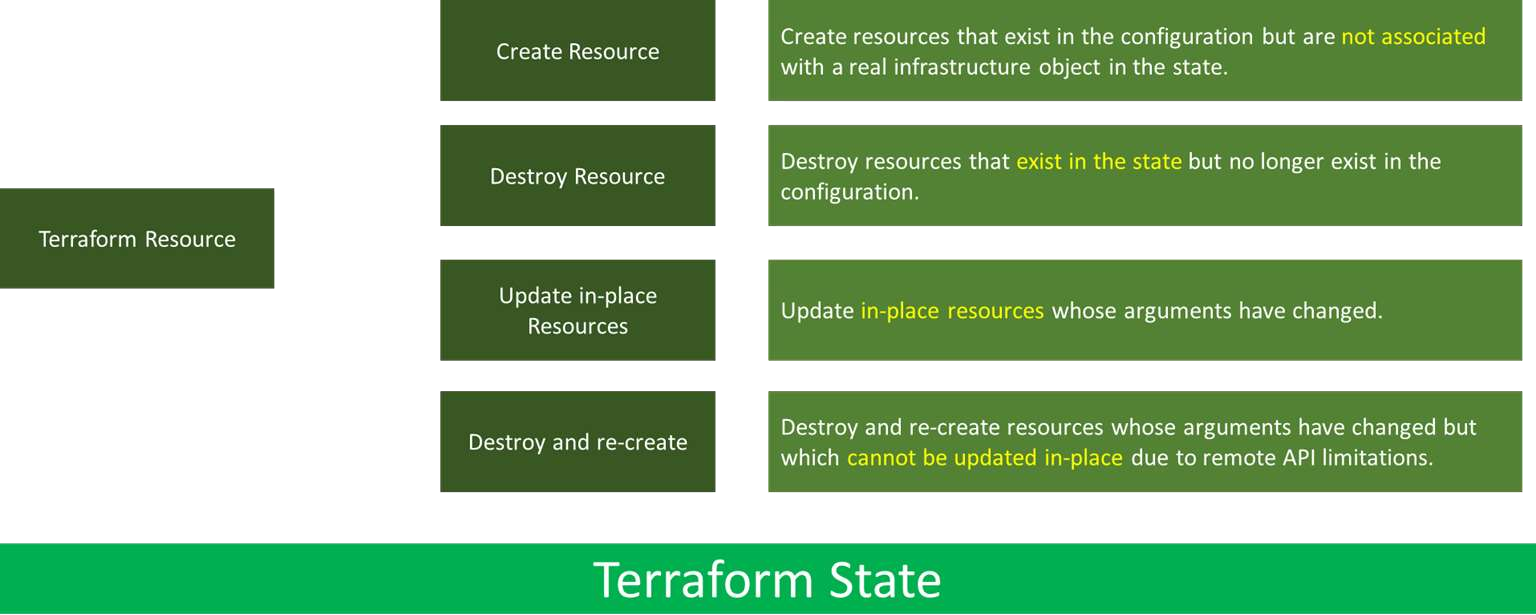 Create Resource
Create resources that exist in the configuration but are not associated
with a real infrastructure object in the state.
Destroy Resource
Destroy resources that exist in the state but no longer exist in the
configuration.
Terraform Resource
Update in-place
Resources
Update in-place resources whose arguments have changed.
Destroy and re-create
Destroy and re-create resources whose arguments have changed but
which cannot be updated in-place due to remote API limitations.
Terraform State